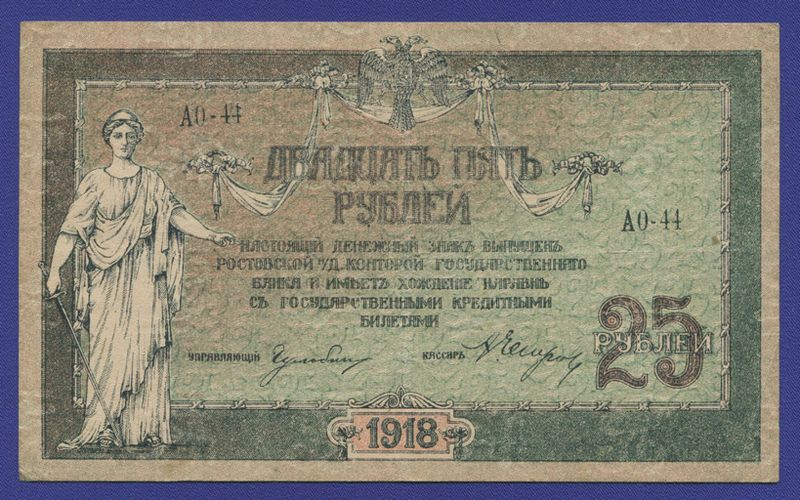 АО-44
ДВАДЦАТЬ ПЯТЬ
РУБЛЕЙ
АО-44
НАСТОЯЩІЙ ДЕНЕЖНЫЙ ЗНАКЪ ВЫПУЩЕНЪ
РОСТОВСКОЙ Н/Д. КОНТОРОЙ ГОСУДАРСТВЕННАГО
БАНКА И ИМѢЕТЪ ХОЖДЕНІЕ НАРАВНѢ
СЪ ГОСУДАРСТВЕННЫМИ КРЕДИТНЫМИ
БИЛЕТАМИ
25
РУБЛЕЙ
УПРАВЛЯЮЩІЙ
КАССИРЪ
1918